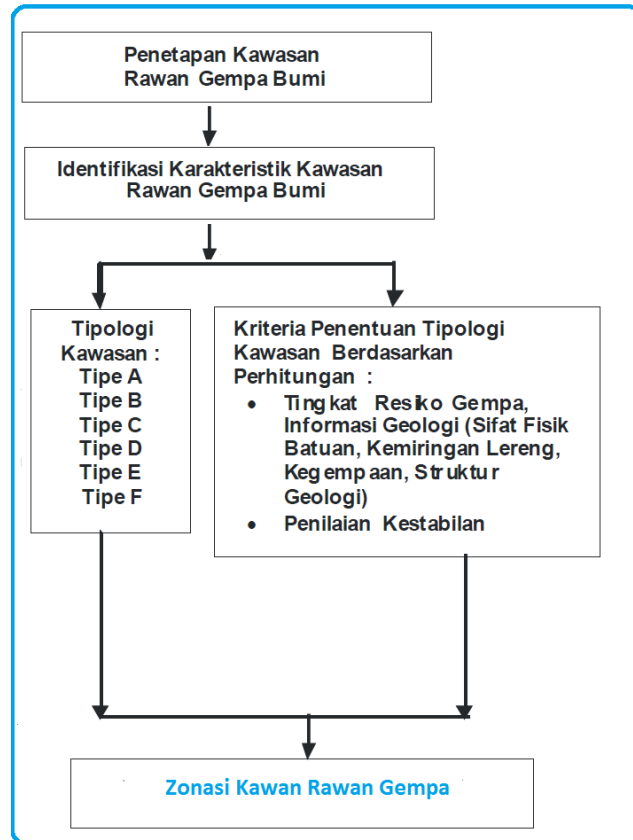 Penetapan Kawasan
Rawan Gempa Bumi
Identifikasi Karakteristik Kawasan
Rawan Gempa Bumi
Tipologi
Kawasan :
Tipe A
Tipe B
Tipe C
Tipe D
Tipe E
Tipe F
Kriteria Penentuan Tipologi
Kawasan Berdasarkan
Perhitungan :
• Tingkat Resiko Gempa,
Informasi Geologi (Sifat Fisik
Batuan, Kemiringan Lereng,
Kegempaan, Struktur
Geologi)
• Penilaian Kestabilan
Zonasi Kawan Rawan Gempa